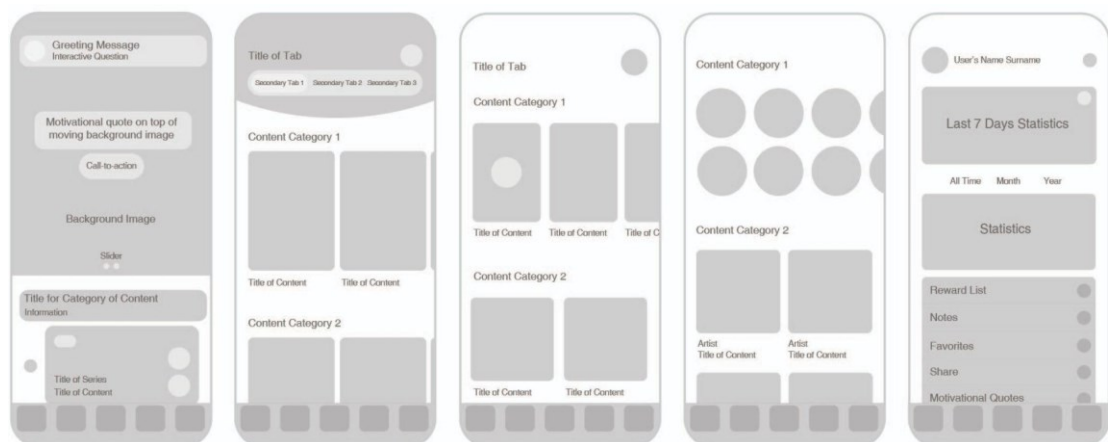 Greeting Message
Interactive Question
Motivational quote on top of
moving background image
Call-to-action
Background Image
Slider
Title for Category of Content
Information
Title of Series
Title of Content
Title of Tab
Secondary Tab 1 Secondary Tab 2 Secondary Tab 3
Content Category 1
Title of Content Title of Content
Content Category 2
Title of Tab
Content Category 1
Title of Content Title of Content Title of C
Content Category 2
Title of Content Title of Content
Content Category 1
Content Category 2
Artist Artist
Title of Content Title of Content
User's Name Surname
Last 7 Days Statistics
All Time Month Year
Statistics
Reward List
Notes
Favorites
Share
Motivational Quotes